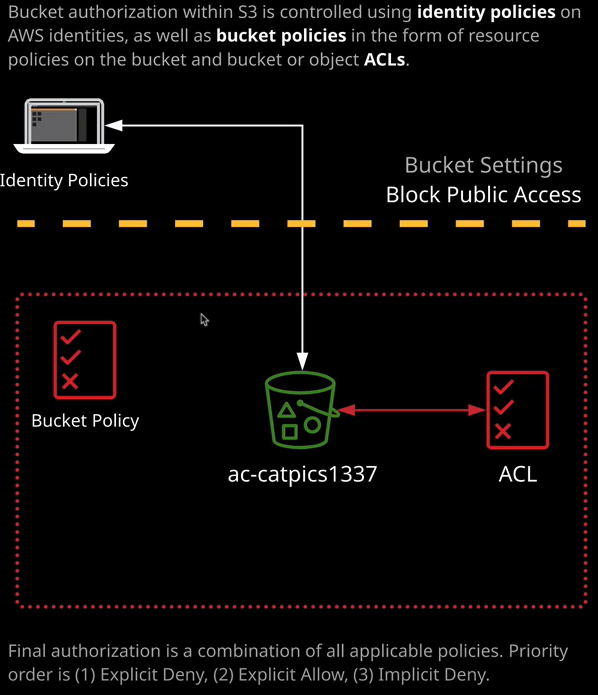 Bucket authorization within S3 is controlled using identity policies on
AWS identities, as well as bucket policies in the form of resource
policies on the bucket and bucket or object ACLs.
Identity Policies
Bucket Settings
Block Public Access
Bucket Policy
ac-catpics1337
ACL
Final authorization is a combination of all applicable policies. Priority
order is (1) Explicit Deny, (2) Explicit Allow, (3) Implicit Deny.